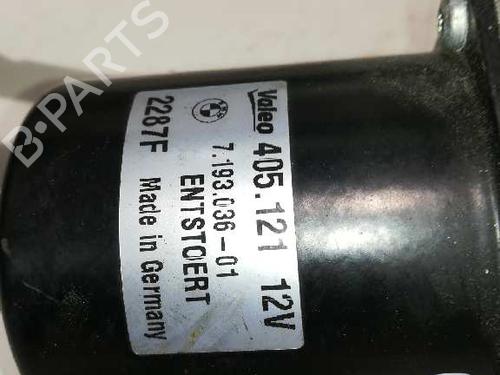 Valeo 405.121 12V
7.193.036-01
ENTSTOERT
2287F Made in Germany
B-PARTS